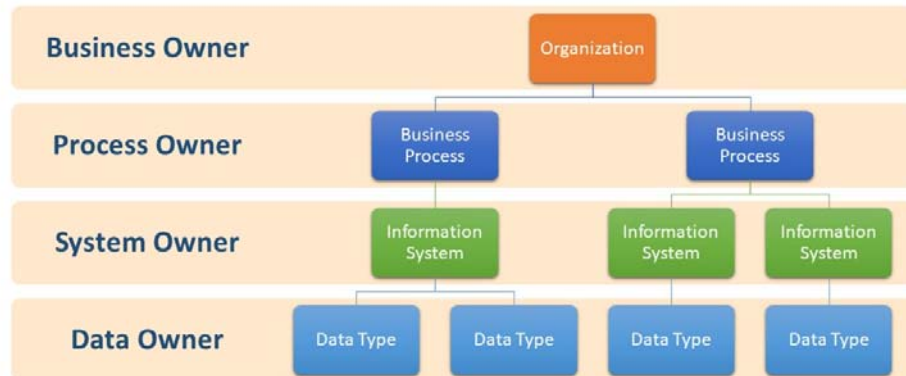 Business Owner
Organization
Process Owner
Business
Process
Business
Process
System Owner
Information
System
Information
System
Information
System
Data Owner
Data Type
Data Type
Data Type
Data Type